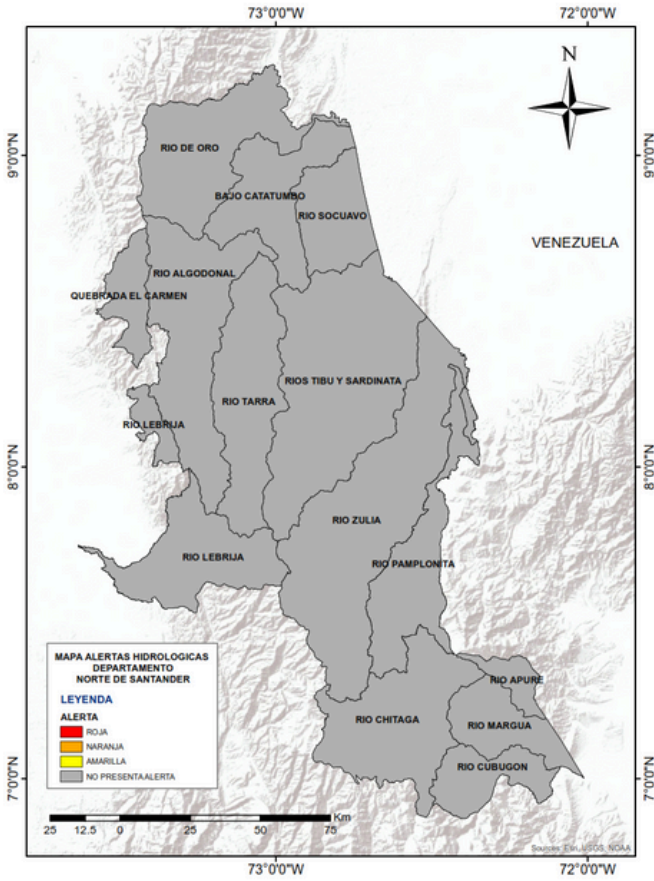 73°0'0"W
72°0'0"W
N
9°0'0"N
9°0'0"N
RIO DE ORO
BAJO CATATUMBO
RIO SOCUAVO
VENEZUELA
RIO ALGODONAL
QUEBRADA EL CARMEN
RIOS TIBU Y SARDINATA
RIO TARRA
RIO LEBRIJA
8°0'0"N
8°0'0"N
RIO ZULIA
RIO LEBRIJA
RIO PAMPLONITA
MAPA ALERTAS HIDROLOGICAS
DEPARTAMENTO
NORTE DE SANTANDER
LEYENDA
ALERTA
ROJA
NARANJA
AMARILLA
NO PRESENTA ALERTA
RIO APURE
RIO CHITAGA
RIO MARGUA
RIO CUBUGON
7°0'0"N
7°0'0"N
25 12.5 0 25 50 75 Km
Sources: Esri, USGS, NOAA
73°0'0"W
72°0'0"W